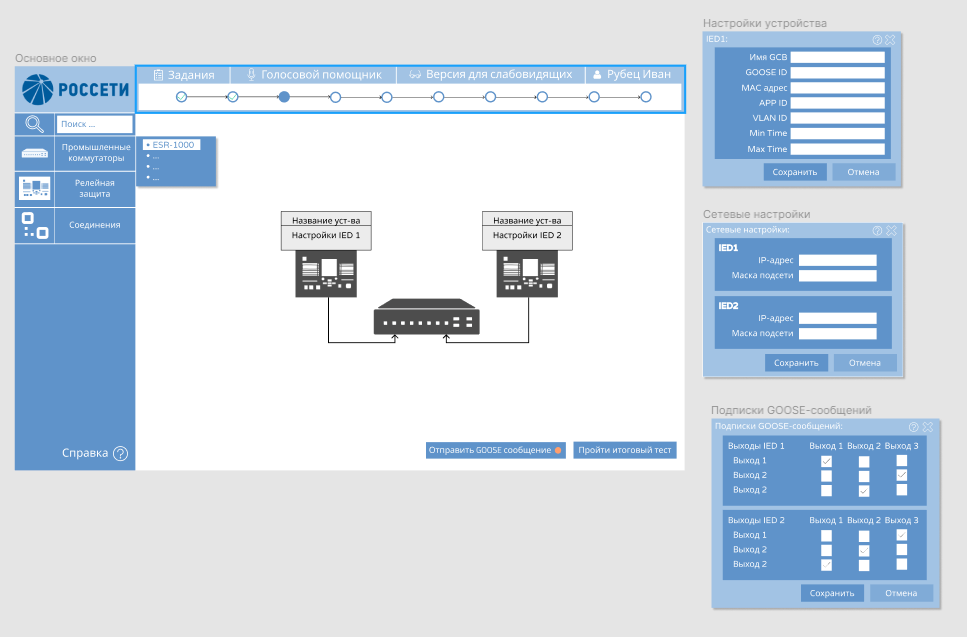 Основное окно
РОССЕТИ
Задания
Голосовой помощник
Версия для слабовидящих
Рубец Иван
Поиск ...
Промышленные
коммутаторы
Релейная
защита
Соединения
Справка
• ESR-1000
• ...
• ...
• ...
Название уст-ва
Настройки IED 1
Название уст-ва
Настройки IED 2
Отправить GOOSE сообщение
Пройти итоговый тест
Настройки устройства
IED1:
Имя GCB
GOOSE ID
MAC адрес
APP ID
VLAN ID
Min Time
Max Time
Сохранить
Отмена
Сетевые настройки
Сетевые настройки:
IED1
IP-адрес
Маска подсети
IED2
IP-адрес
Маска подсети
Сохранить
Отмена
Подписки GOOSE-сообщений
Подписки GOOSE-сообщений:
Выходы IED 1 Выход 1 Выход 2 Выход 3
Выход 1
Выход 2
Выход 2
Выходы IED 2 Выход 1 Выход 2 Выход 3
Выход 1
Выход 2
Выход 2
Сохранить
Отмена